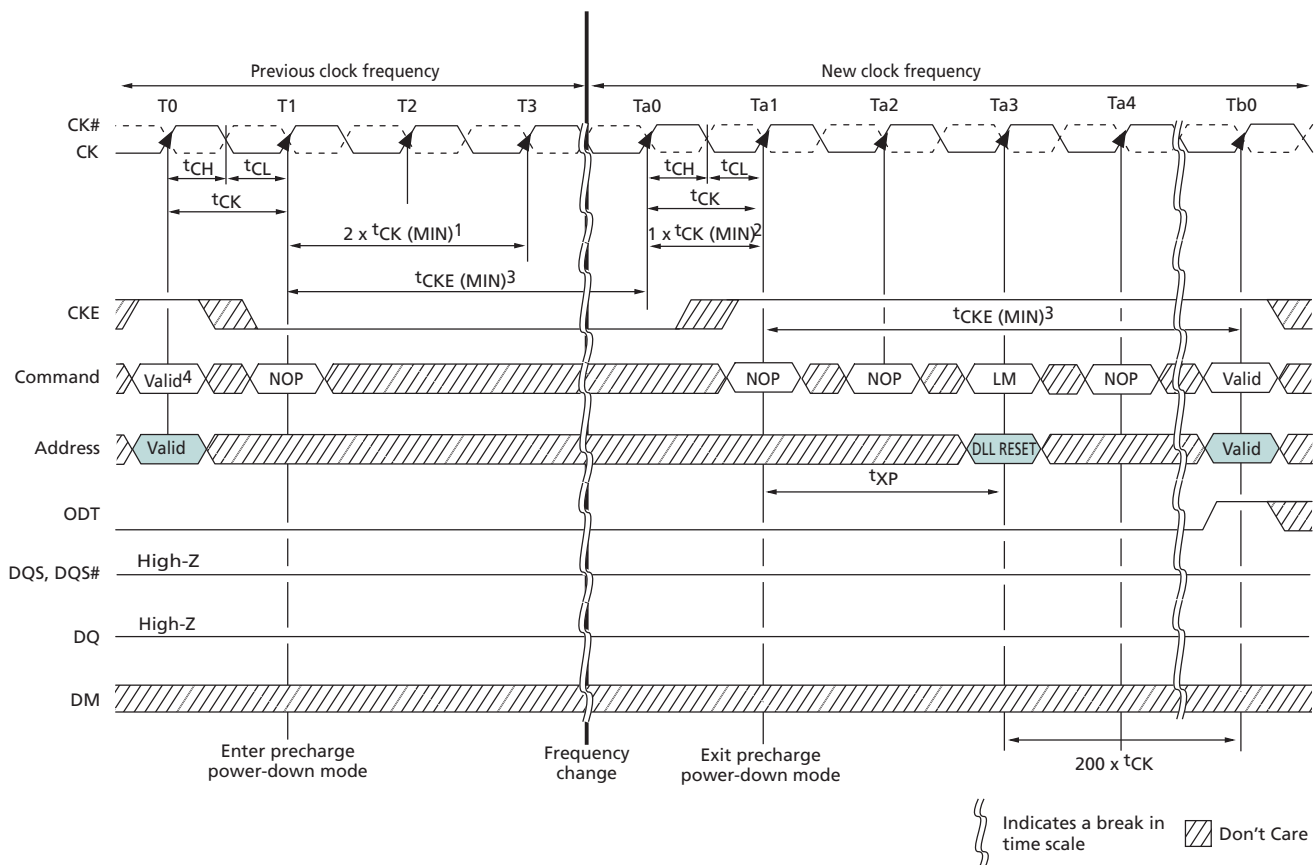 Previous clock frequency
New clock frequency
T0 T1 T2 T3 Ta0 Ta1 Ta2 Ta3 Ta4 Tb0
CK#
CK
tCH tCL tCH tCL
tCK tCK
2 x tCK (MIN)1 1 x tCK (MIN)2
tCKE (MIN)3
CKE
tCKE (MIN)3
Command Valid4 NOP NOP NOP LM NOP Valid
Address Valid DLL RESET Valid
tXP
ODT
High-Z
DQS, DQS#
High-Z
DQ
DM
Enter precharge
power-down mode
Frequency
change
Exit precharge
power-down mode
200 x tCK
Indicates a break in
time scale
Don't Care